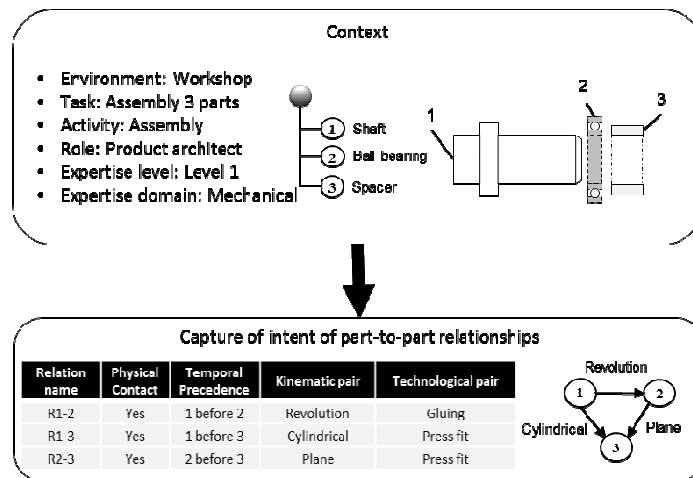 Context
• Environment: Workshop
• Task: Assembly 3 parts
• Activity: Assembly
• Role: Product architect
• Expertise level: Level 1
• Expertise domain: Mechanical
1 Shaft
2 Ball bearing
3 Spacer
1
2
3
Capture of intent of part-to-part relationships
Relation name Physical Contact Temporal Precedence Kinematic pair Technological pair
R1-2 Yes 1 before 2 Revolution Gluing
R1-3 Yes 1 before 3 Cylindrical Press fit
R2-3 Yes 2 before 3 Plane Press fit
Revolution
1 2
Cylindrical Plane
3